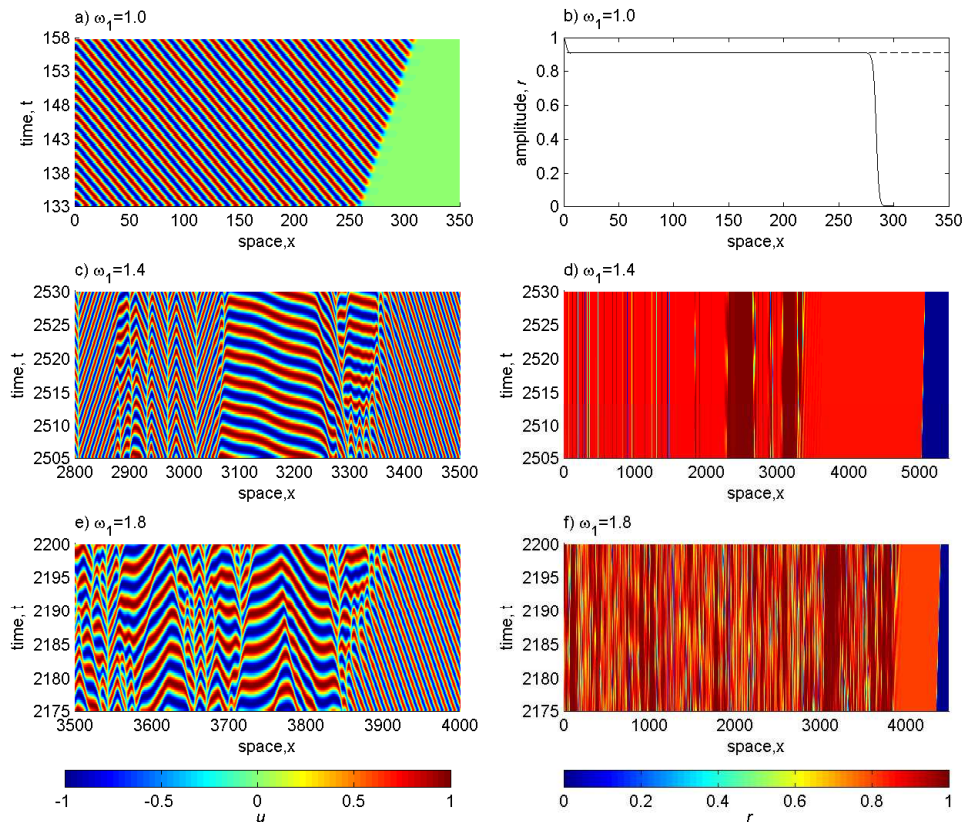 a) ω1=1.0
158
153
148
143
138
133
time, t
0 50 100 150 200 250 300 350
space,x
b) ω1=1.0
1
0.8
0.6
0.4
0.2
0
amplitude, r
0 50 100 150 200 250 300 350
space,x
c) ω1=1.4
2530
2525
2520
2515
2510
2505
time, t
2800 2900 3000 3100 3200 3300 3400 3500
space,x
d) ω1=1.4
2530
2525
2520
2515
2510
2505
time, t
0 1000 2000 3000 4000 5000
space,x
e) ω1=1.8
2200
2195
2190
2185
2180
2175
time, t
3500 3600 3700 3800 3900 4000
space,x
f) ω1=1.8
2200
2195
2190
2185
2180
2175
time, t
0 1000 2000 3000 4000
space,x
-1 -0.5 0 0.5 1
u
0 0.2 0.4 0.6 0.8 1
r